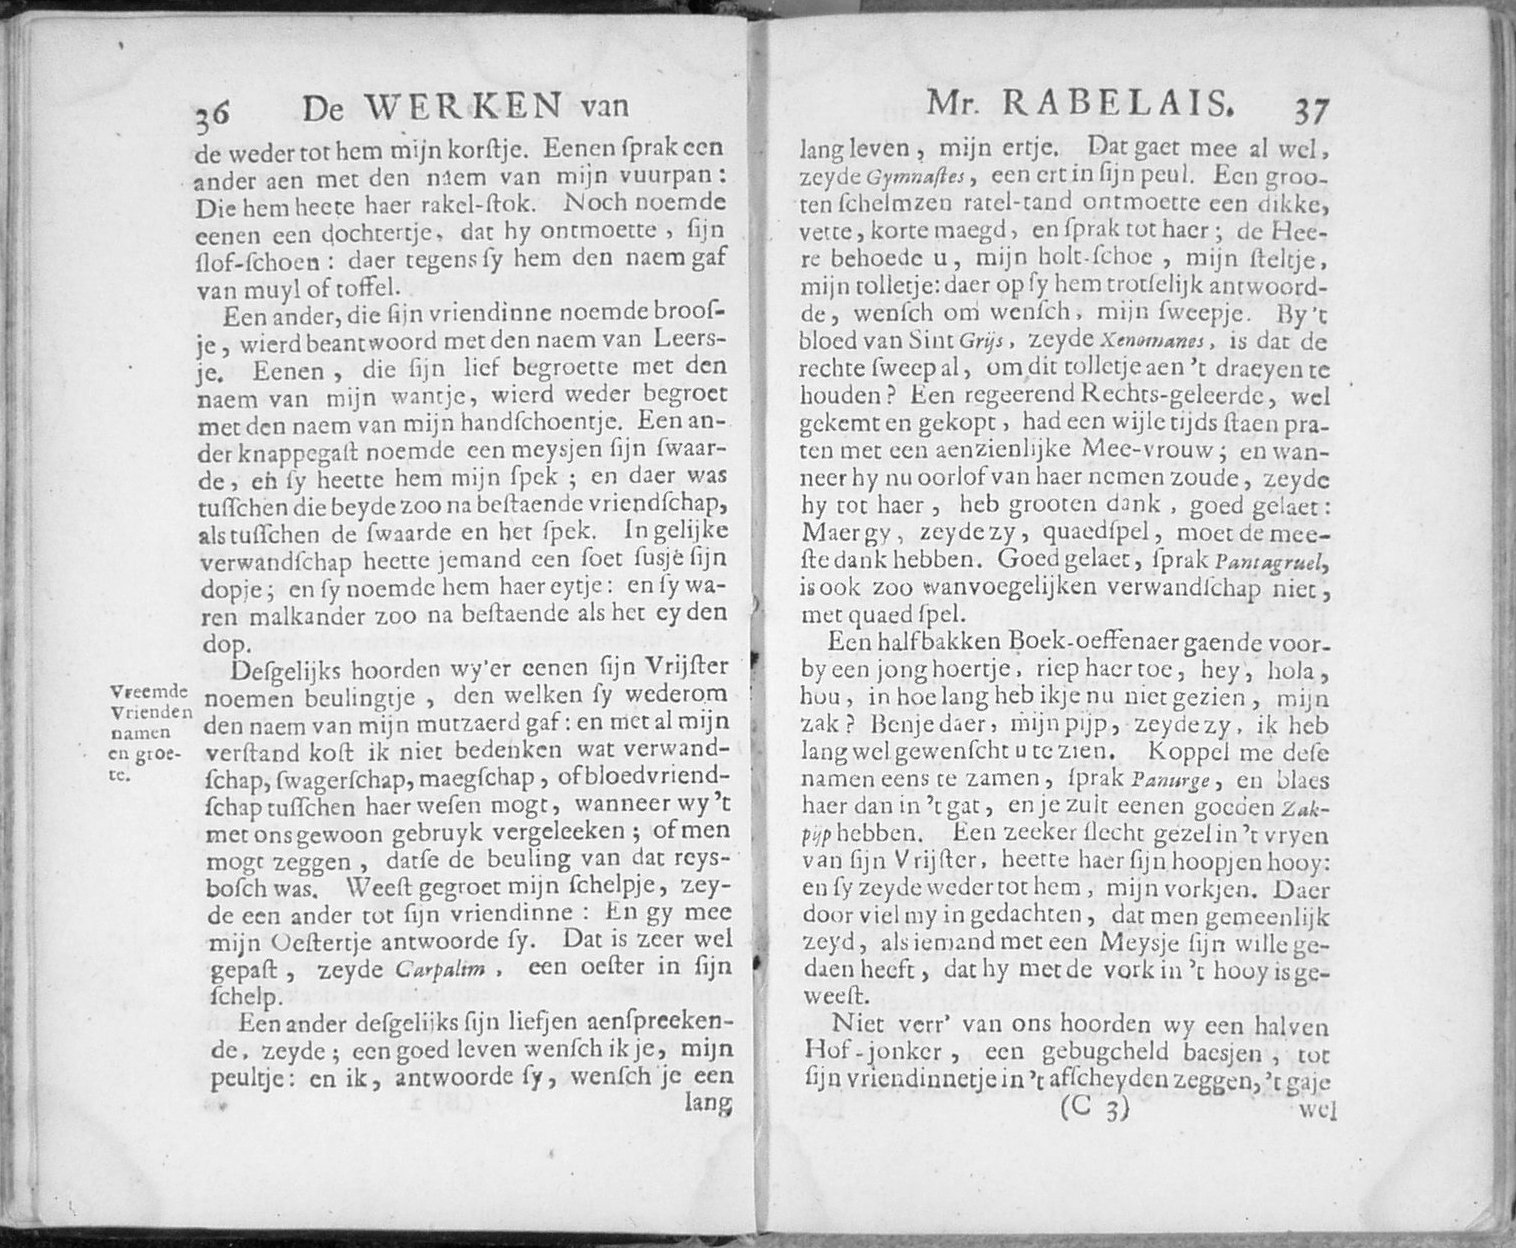 36 De WERKEN van
de weder tot hem mijn korſtje. Eenen ſprak een
ander aen met den naem van mijn vuurpan:
Die hem heete haer rakel-ſtok. Noch noemde
eenen een dochtertje, dat hy ontmoette, ſijn
ſlof-ſchoen: daer tegens ſy hem den naem gaf
van muyl of toffel.
Een ander, die ſijn vriendinne noemde brooſ-
je, wierd beantwoord met den naem van Leers-
je. Eenen, die ſijn lief begroette met den
naem van mijn wantje, wierd weder begroet
met den naem van mijn handſchoentje. Een an-
der knappegaſt noemde een meysjen ſijn ſwaar-
de, en ſy heette hem mijn ſpek; en daer was
tuſſchen die beyde zoo na beſtaende vriendſchap,
als tuſſchen de ſwaarde en het ſpek. In gelijke
verwandſchap heette jemand een ſoet ſusje ſijn
dopje; en ſy noemde hem haer eytje: en ſy wa-
ren malkander zoo na beſtaende als het ey den
dop.
Deſgelijks hoorden wy'er eenen ſijn Vrijſter
noemen beulingtje, den welken ſy wederom
den naem van mijn mutzaerd gaf: en met al mijn
verſtand koſt ik niet bedenken wat verwand-
ſchap, ſwagerſchap, maegſchap, of bloedvriend-
ſchap tuſſchen haer weſen mogt, wanneer wy 't
met ons gewoon gebruyk vergeleeken; of men
mogt zeggen, datſe de beuling van dat reys-
boſch was. Weeſt gegroet mijn ſchelpje, zey-
de een ander tot ſijn vriendinne: En gy mee
mijn Oeſtertje antwoorde ſy. Dat is zeer wel
gepaſt, zeyde Carpalim, een oeſter in ſijn
ſchelp.
Een ander deſgelijks ſijn liefjen aenſpreeken-
de, zeyde; een goed leven wenſch ik je, mijn
peultje: en ik, antwoorde ſy, wenſch je een
lang
Vreemde
Vrienden
namen
en groe-
te.
Mr. RABELAIS. 37
lang leven, mijn ertje. Dat gaet mee al wel,
zeyde Gymnaſtes, een ert in ſijn peul. Een groo-
ten ſchelmzen ratel-tand ontmoette een dikke,
vette, korte maegd, en ſprak tot haer; de Hee-
re behoede u, mijn holt-ſchoe, mijn ſteltje,
mijn tolletje: daer op ſy hem trotſelijk antwoord-
de, wenſch om wenſch, mijn ſweepje. By 't
bloed van Sint Grijs, zeyde Xenomanes, is dat de
rechte ſweep al, om dit tolletje aen 't draeyen te
houden? Een regeerend Rechts-geleerde, wel
gekemt en gekopt, had een wijle tijds ſtaen pra-
ten met een aenzienlijke Mee-vrouw; en wan-
neer hy nu oorlof van haer nemen zoude, zeyde
hy tot haer, heb grooten dank, goed gelaet:
Maer gy, zeyde zy, quaedſpel, moet de mee-
ſte dank hebben. Goed gelaet, ſprak Pantagruel,
is ook zoo wanvoegelijken verwandſchap niet,
met quaed ſpel.
Een halfbakken Boek-oeffenaer gaende voor-
by een jong hoertje, riep haer toe, hey, hola,
hou, in hoe lang heb ikje nu niet gezien, mijn
zak? Benje daer, mijn pijp, zeyde zy, ik heb
lang wel gewenſcht u te zien. Koppel me deſe
namen eens te zamen, ſprak Panurge, en blaes
haer dan in 't gat, en je zult eenen goeden Zak-
pijp hebben. Een zeeker ſlecht gezel in 't vryen
van ſijn Vrijſter, heette haer ſijn hoopjen hooy:
en ſy zeyde weder tot hem, mijn vorkjen. Daer
door viel my in gedachten, dat men gemeenlijk
zeyd, als iemand met een Meysje ſijn wille ge-
daen heeft, dat hy met de vork in 't hooy is ge-
weeſt.
Niet verr' van ons hoorden wy een halven
Hof-jonker, een gebugcheld baesjen, tot
ſijn vriendinnetje in 't afſcheyden zeggen, 't gaje
(C 3) wel